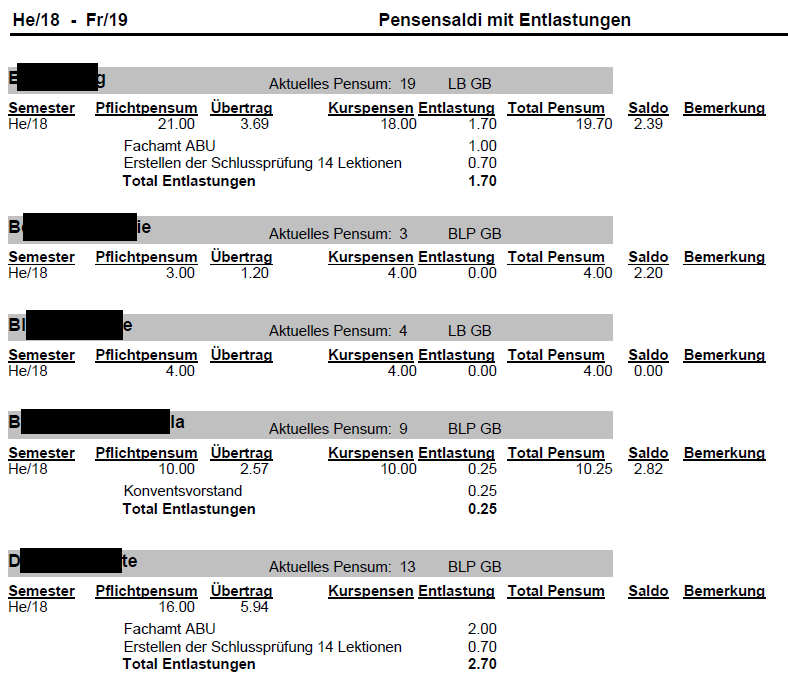 He/18 - Fr/19 Pensensaldi mit Entlastungen
Aktuelles Pensum: 19 LB GB
Semester Pflichtpensum Übertrag Kurspensen Entlastung Total Pensum Saldo Bemerkung
He/18 21.00 3.69 18.00 1.70 19.70 2.39
Fachamt ABU 1.00
Erstellen der Schlussprüfung 14 Lektionen 0.70
Total Entlastungen 1.70
B ie Aktuelles Pensum: 3 BLP GB
Semester Pflichtpensum Übertrag Kurspensen Entlastung Total Pensum Saldo Bemerkung
He/18 3.00 1.20 4.00 0.00 4.00 2.20
Bl e Aktuelles Pensum: 4 LB GB
Semester Pflichtpensum Übertrag Kurspensen Entlastung Total Pensum Saldo Bemerkung
He/18 4.00 4.00 0.00 4.00 0.00
B la Aktuelles Pensum: 9 BLP GB
Semester Pflichtpensum Übertrag Kurspensen Entlastung Total Pensum Saldo Bemerkung
He/18 10.00 2.57 10.00 0.25 10.25 2.82
Konventsvorstand 0.25
Total Entlastungen 0.25
D te Aktuelles Pensum: 13 BLP GB
Semester Pflichtpensum Übertrag Kurspensen Entlastung Total Pensum Saldo Bemerkung
He/18 16.00 5.94
Fachamt ABU 2.00
Erstellen der Schlussprüfung 14 Lektionen 0.70
Total Entlastungen 2.70